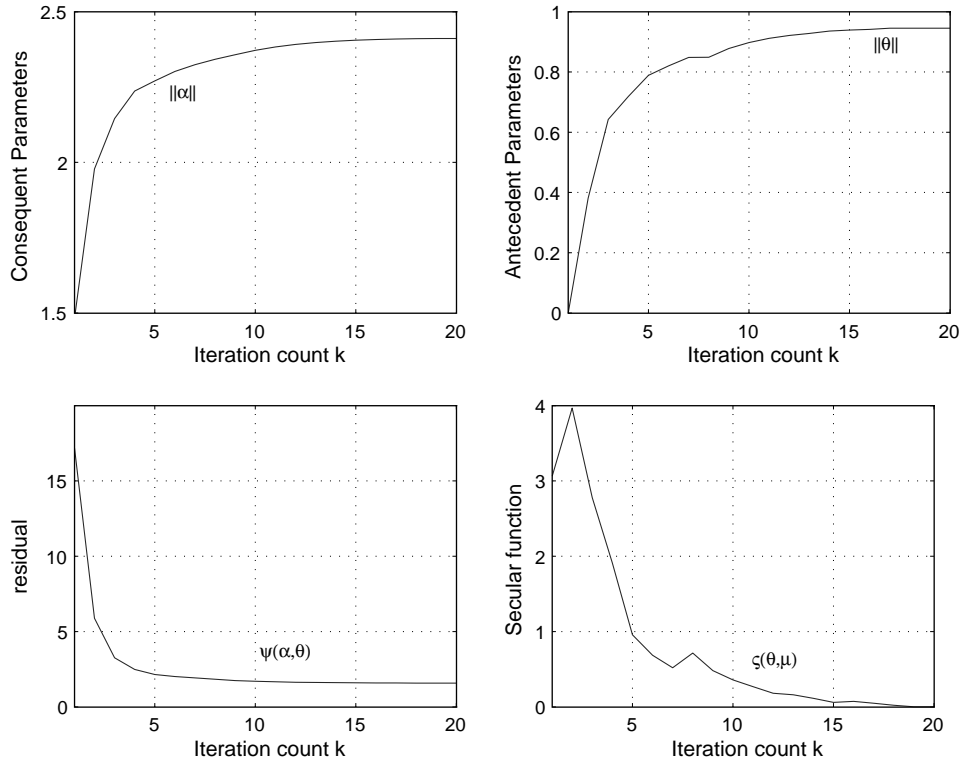 2.5
2
1.5
Consequent Parameters
||α||
5
10
15
20
Iteration count k
1
0.8
0.6
0.4
0.2
0
Antecedent Parameters
||θ||
5
10
15
20
Iteration count k
15
10
5
0
residual
ψ(α,θ)
5
10
15
20
Iteration count k
4
3
2
1
0
Secular function
ς(θ,μ)
5
10
15
20
Iteration count k